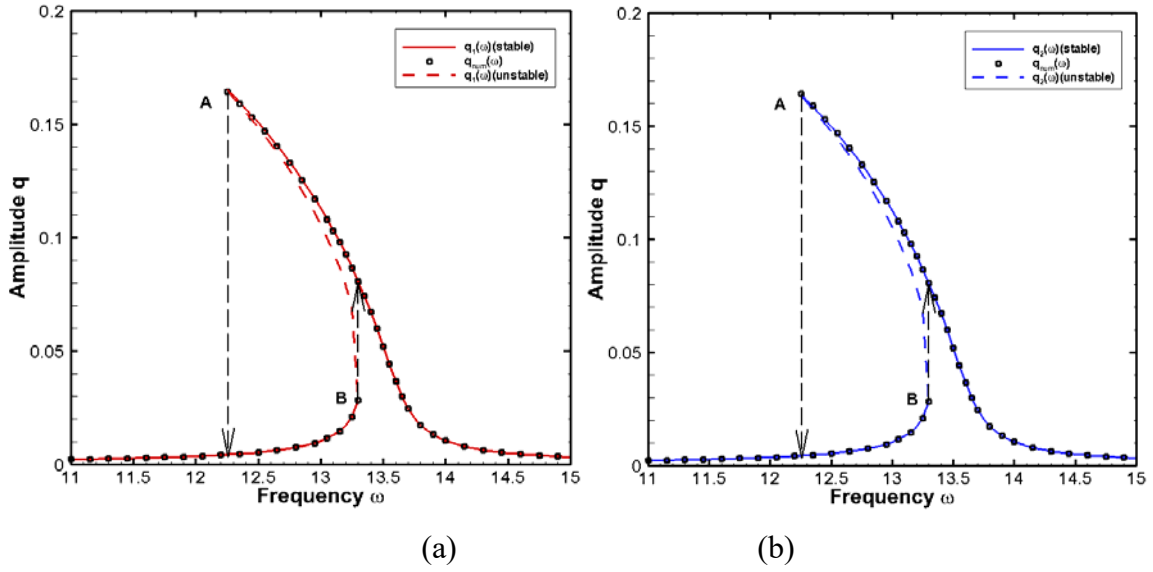 0.2
0.15
0.1
0.05
0
Amplitude q
q₁(ω)(stable)
qₙᵤₘ(ω)
q₁(ω)(unstable)
A
B
11 11.5 12 12.5 13 13.5 14 14.5 15
Frequency ω
(a)
0.2
0.15
0.1
0.05
0
Amplitude q
q₂(ω)(stable)
qₙᵤₘ(ω)
q₂(ω)(unstable)
A
B
11 11.5 12 12.5 13 13.5 14 14.5 15
Frequency ω
(b)